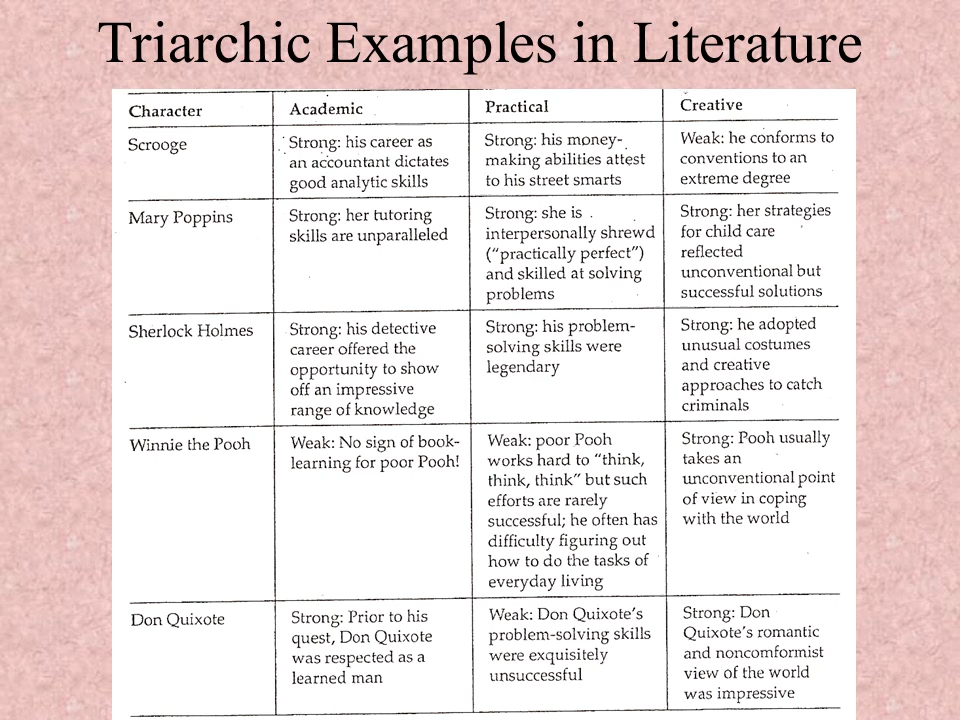 Triarchic Examples in Literature
Character
Academic
Practical
Creative
Scrooge
Strong: his career as
an accountant dictates
good analytic skills
Strong: his money-
making abilities attest
to his street smarts
Weak: he conforms to
conventions to an
extreme degree
Mary Poppins
Strong: her tutoring
skills are unparalleled
Strong: she is
interpersonally shrewd
("practically perfect")
and skilled at solving
problems
Strong: her strategies
for child care
reflected
unconventional but
successful solutions
Sherlock Holmes
Strong: his detective
career offered the
opportunity to show
off an impressive
range of knowledge
Strong: his problem-
solving skills were
legendary
Strong: he adopted
unusual costumes
and creative
approaches to catch
criminals
Winnie the Pooh
Weak: No sign of book-
learning for poor Pooh!
Weak: poor Pooh
works hard to "think,
think, think" but such
efforts are rarely
successful; he often has
difficulty figuring out
how to do the tasks of
everyday living
Strong: Pooh usually
takes an
unconventional point
of view in coping
with the world
Don Quixote
Strong: Prior to his
quest, Don Quixote
was respected as a
learned man
Weak: Don Quixote's
problem-solving skills
were exquisitely
unsuccessful
Strong: Don
Quixote's romantic
and noncomformist
view of the world
was impressive